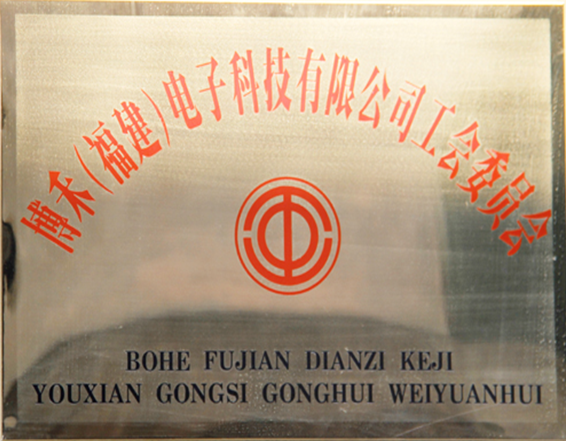 博禾(福建)电子科技有限公司工会委员会
BOHE FUJIAN DIANZI KEJI
YOUXIAN GONGSI GONGHUI WEIYUANHUI